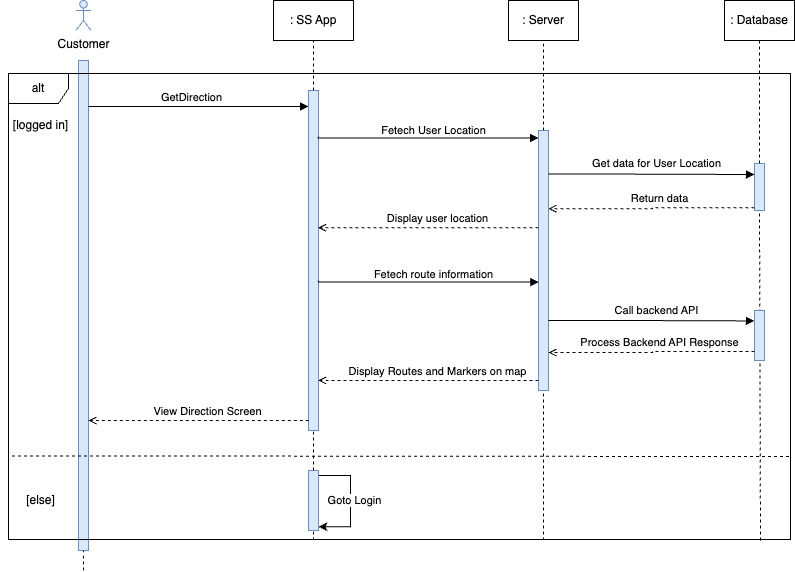 : SS App
: Server
: Database
Customer
alt
GetDirection
[logged in]
Fetech User Location
Get data for User Location
Return data
Display user location
Fetech route information
Call backend API
Process Backend API Response
Display Routes and Markers on map
View Direction Screen
[else]
Goto Login